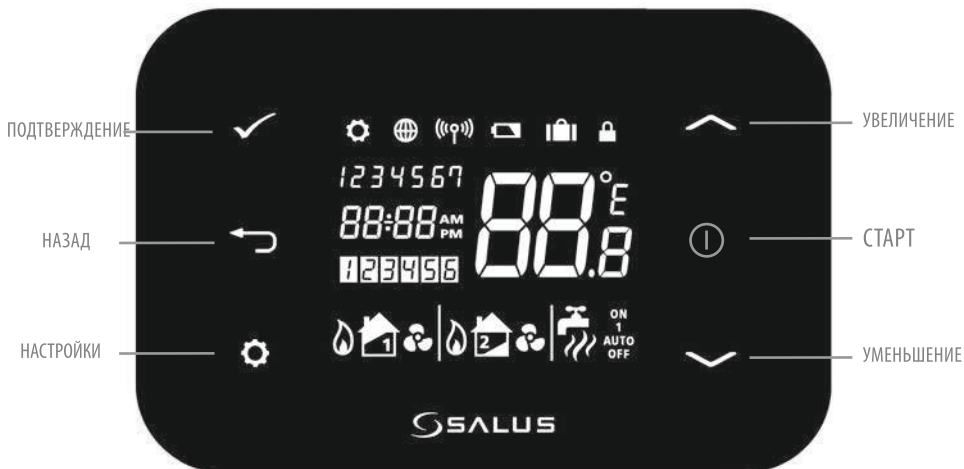 ПОДТВЕРЖДЕНИЕ
УВЕЛИЧЕНИЕ
1234567
88:88 AM PM
88.8 °E
123456
НАЗАД
СТАРТ
1
2
ON
1
AUTO
OFF
НАСТРОЙКИ
УМЕНЬШЕНИЕ
SALUS